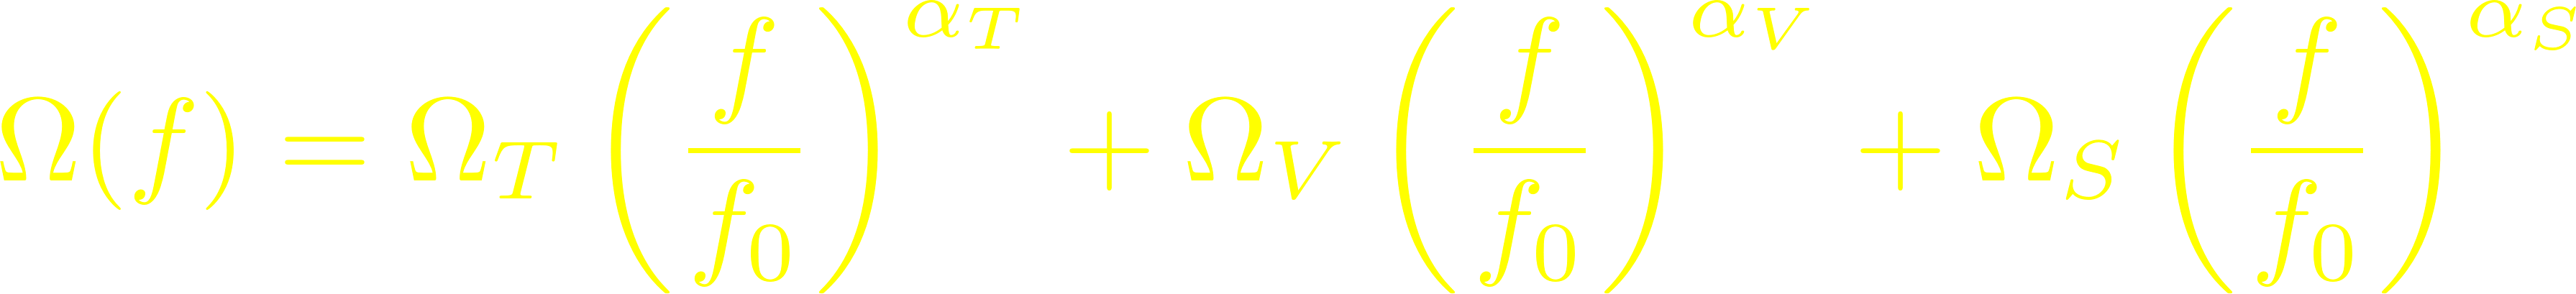 Ω(f) = Ω_T (f/f_0)^{α_T} + Ω_V (f/f_0)^{α_V} + Ω_S (f/f_0)^{α_S}